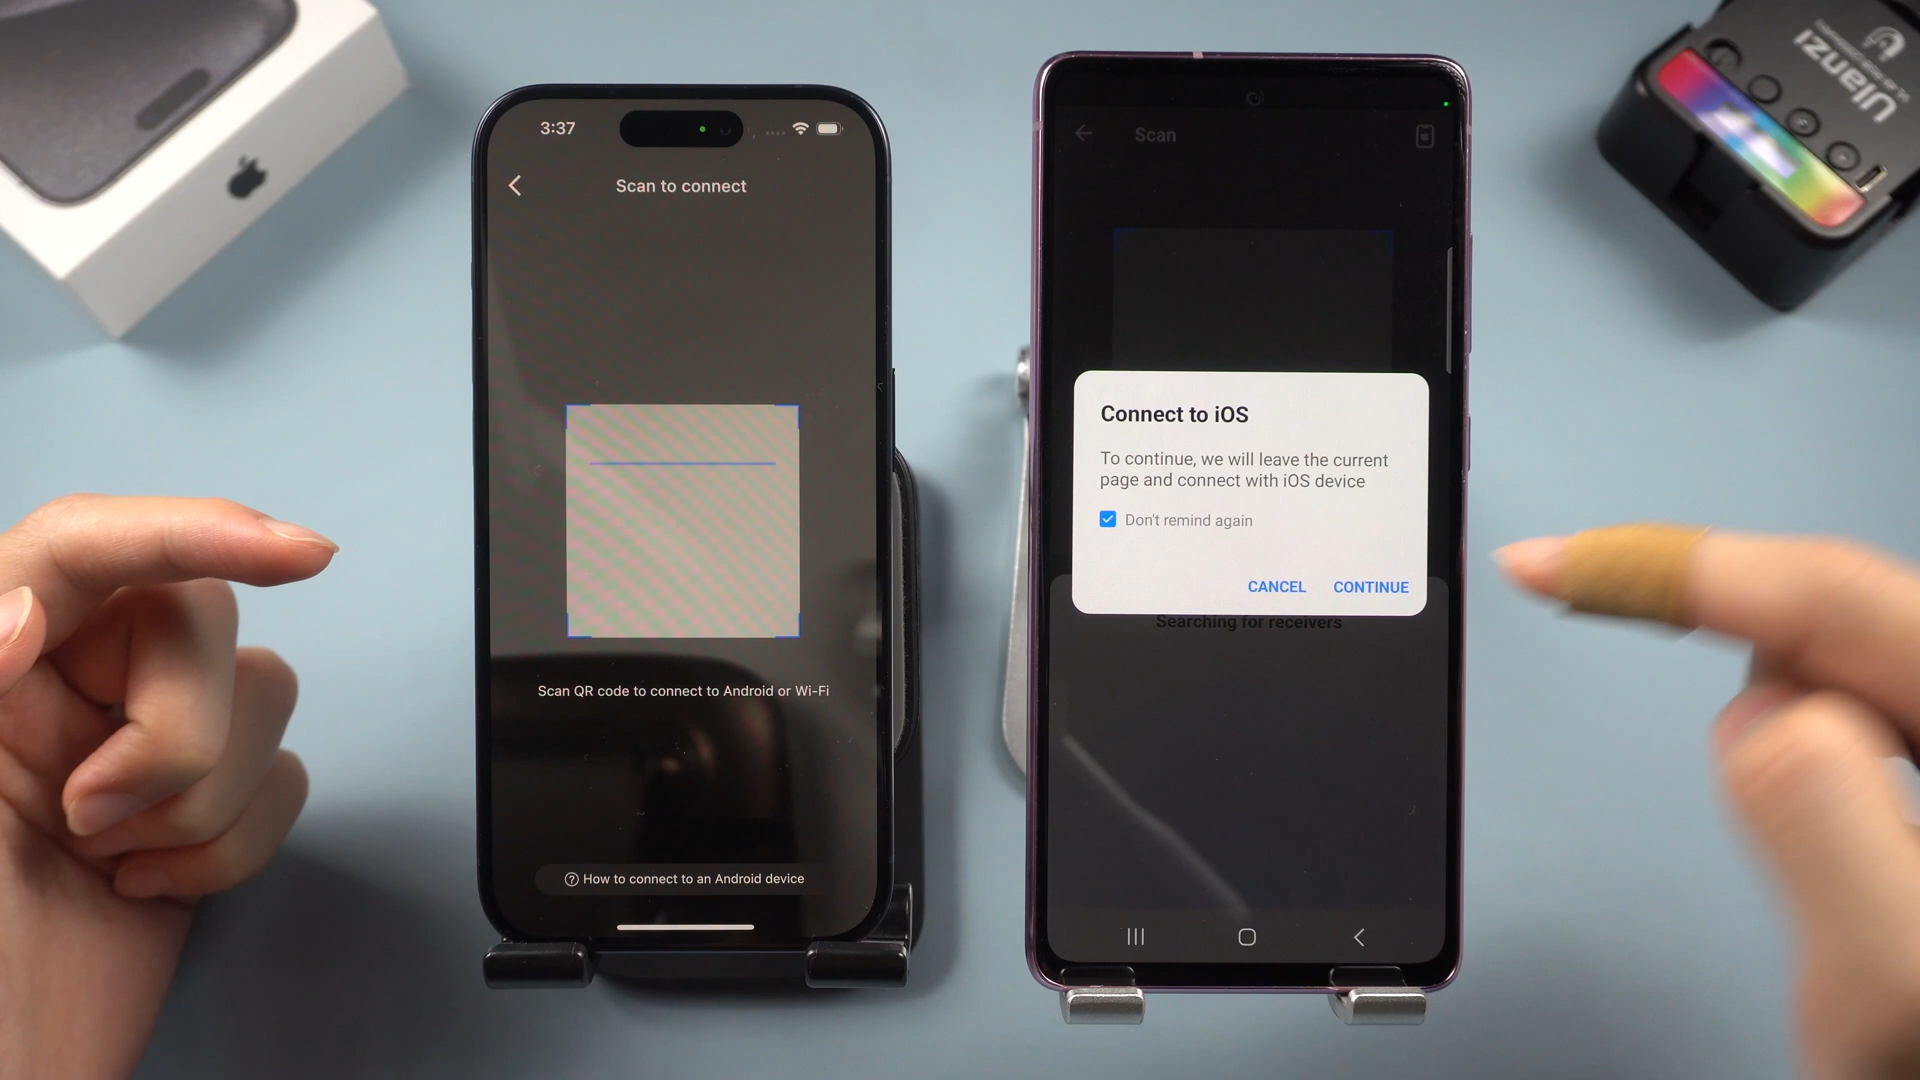 3:37
Scan to connect
Scan QR code to connect to Android or Wi-Fi
How to connect to an Android device
Scan
Connect to iOS
To continue, we will leave the current
page and connect with iOS device
Don't remind again
CANCEL
CONTINUE
Searching for receivers
Ulanzi